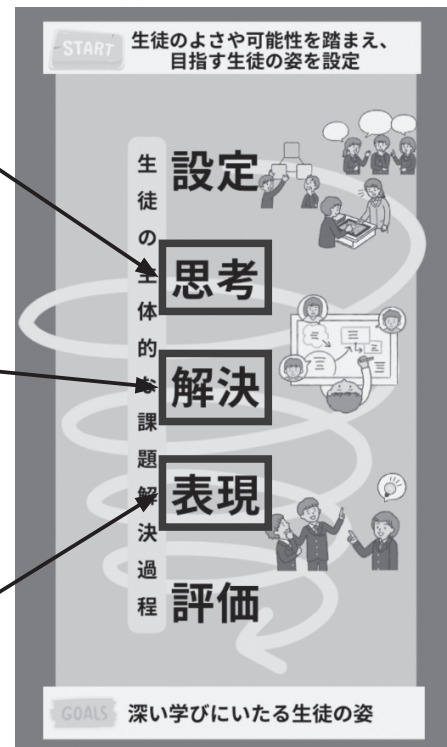 START
生徒のよさや可能性を踏まえ、
目指す生徒の姿を設定
生徒の主体的な課題解決過程
設定
思考
解決
表現
評価
GOALS
深い学びにいたる生徒の姿